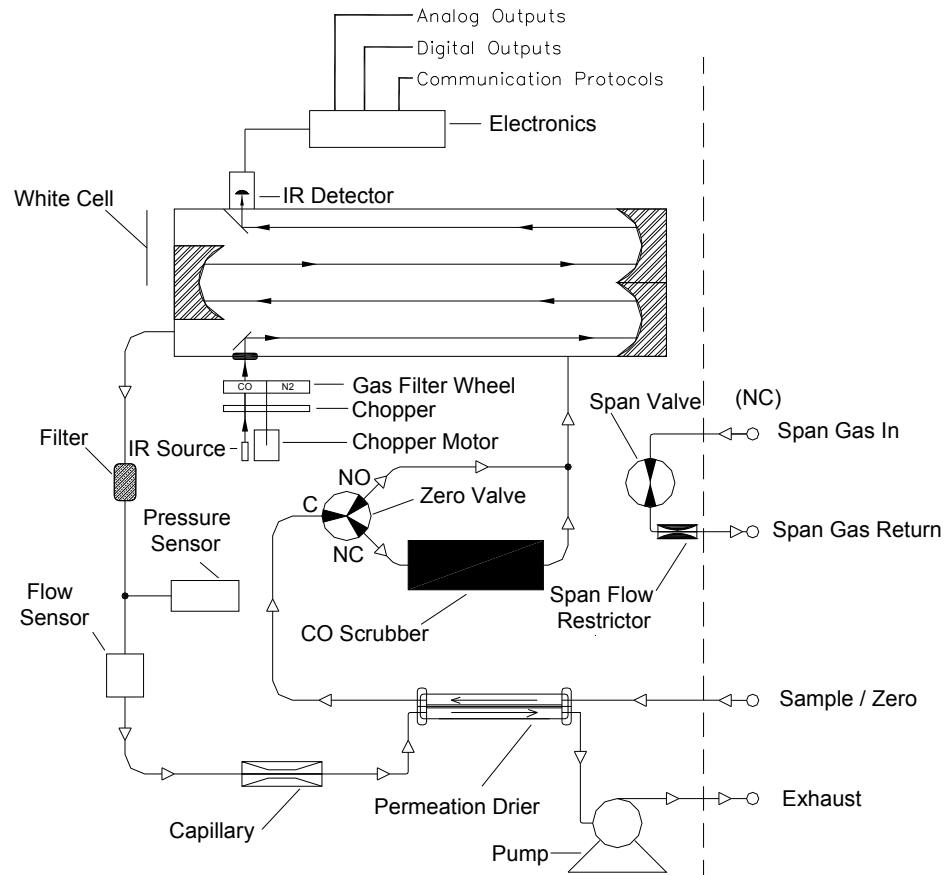 Analog Outputs
Digital Outputs
Communication Protocols
Electronics
IR Detector
White Cell
CO
N2
Gas Filter Wheel
Chopper
IR Source
Chopper Motor
Span Valve
(NC)
Span Gas In
Filter
NO
C
Zero Valve
NC
Pressure
Sensor
Span Gas Return
Flow
Sensor
CO Scrubber
Span Flow
Restrictor
Sample / Zero
Permeation Drier
Capillary
Exhaust
Pump